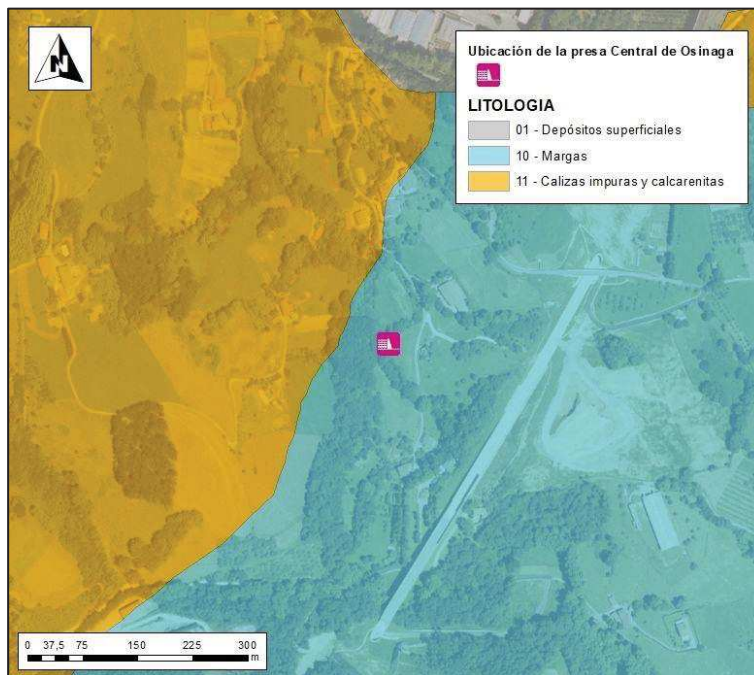 N
Ubicación de la presa Central de Osinaga
LITOLOGIA
01 - Depósitos superficiales
10 - Margas
11 - Calizas impuras y calcarenitas
0 37,5 75 150 225 300
m